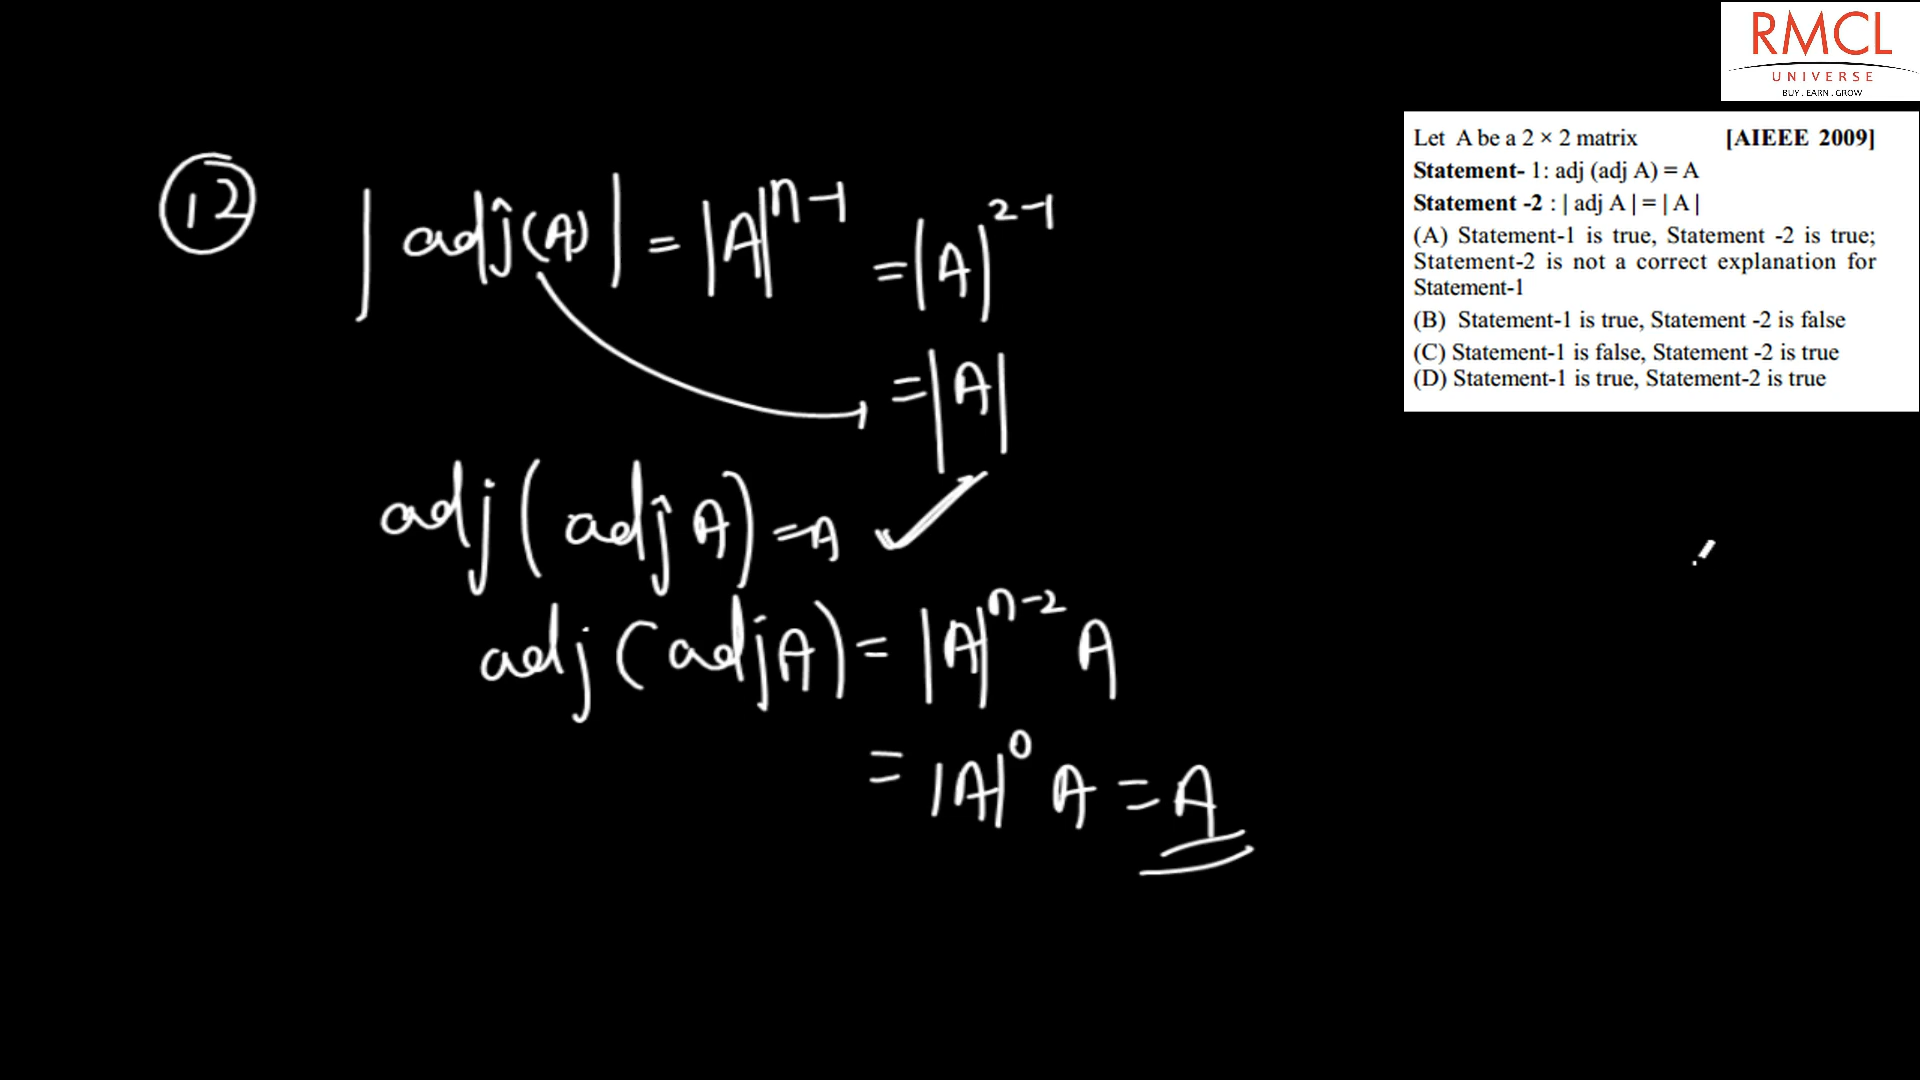 RMCL
UNIVERSE
BUY . EARN . GROW
Let A be a 2 × 2 matrix [AIEEE 2009]
Statement- 1: adj (adj A) = A
Statement -2 : | adj A | = | A |
(A) Statement-1 is true, Statement -2 is true;
Statement-2 is not a correct explanation for
Statement-1
(B) Statement-1 is true, Statement -2 is false
(C) Statement-1 is false, Statement -2 is true
(D) Statement-1 is true, Statement-2 is true
12
|adj(A)| = |A|^{n-1} = |A|^{2-1}
= |A|
adj(adj A) = A ✓
adj(adj A) = |A|^{n-2} A
= |A|^0 A = A